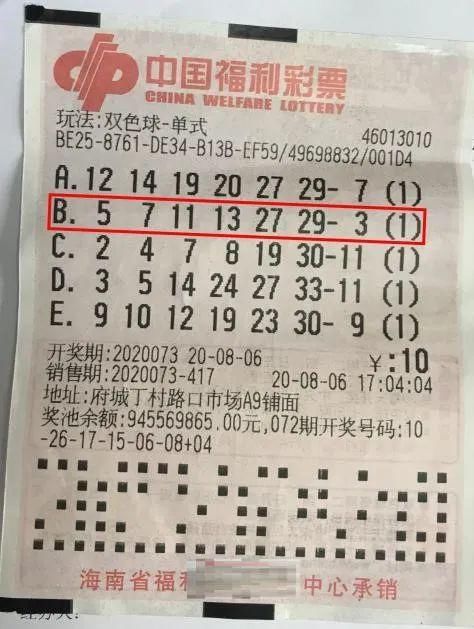 中国福利彩票
CHINA WELFARE LOTTERY
玩法:双色球-单式
46013010
BE25-8761-DE34-B13B-EF59/49698832/001D4
A.12 14 19 20 27 29- 7 (1)
B. 5 7 11 13 27 29- 3 (1)
C. 2 4 7 8 19 30-11 (1)
D. 3 5 14 24 27 33-11 (1)
E. 9 10 12 19 23 30- 9 (1)
开奖期:2020073 20-08-06
¥:10
销售期:2020073-417 20-08-06 17:04:04
地址:府城丁村路口市场A9铺面
奖池余额:945569865.00元,072期开奖号码:10
-26-17-15-06-08+04
海南省福 中心承销